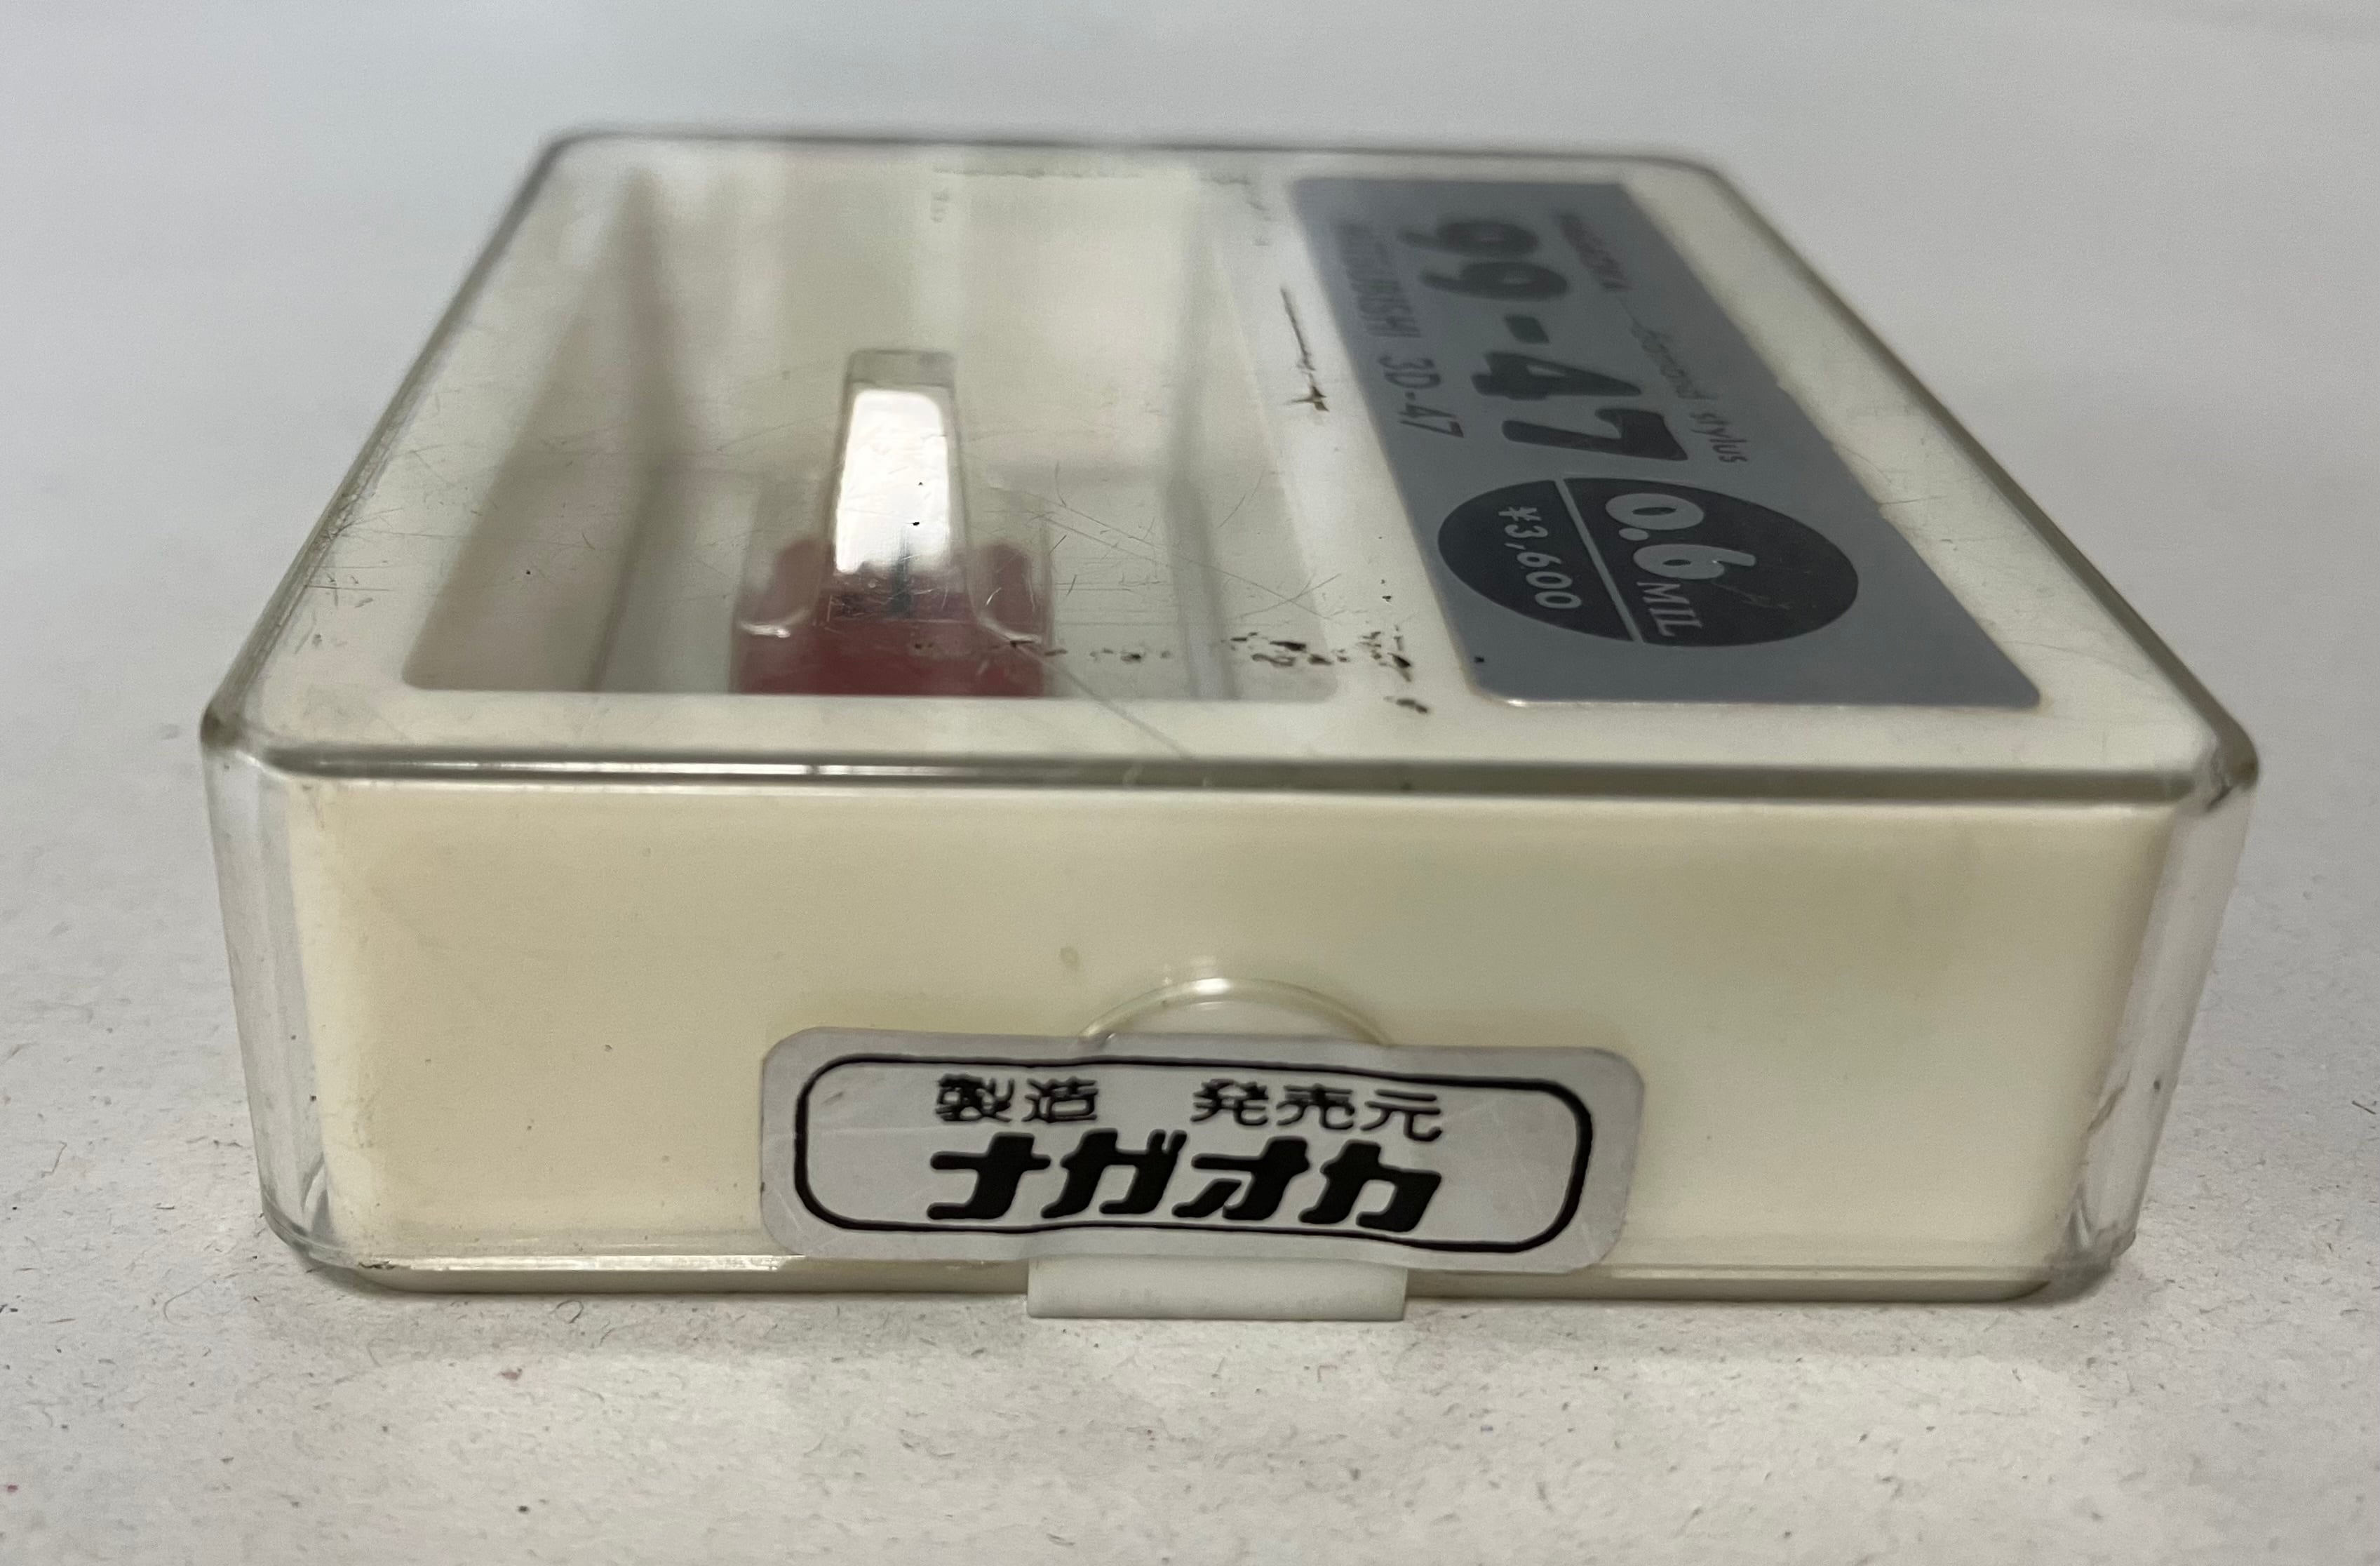 NAGAOKA diamond stylus
99-47
MITSUBISHI 3D-47
0.6 MIL
¥3,600
製造 発売元
ナガオカ